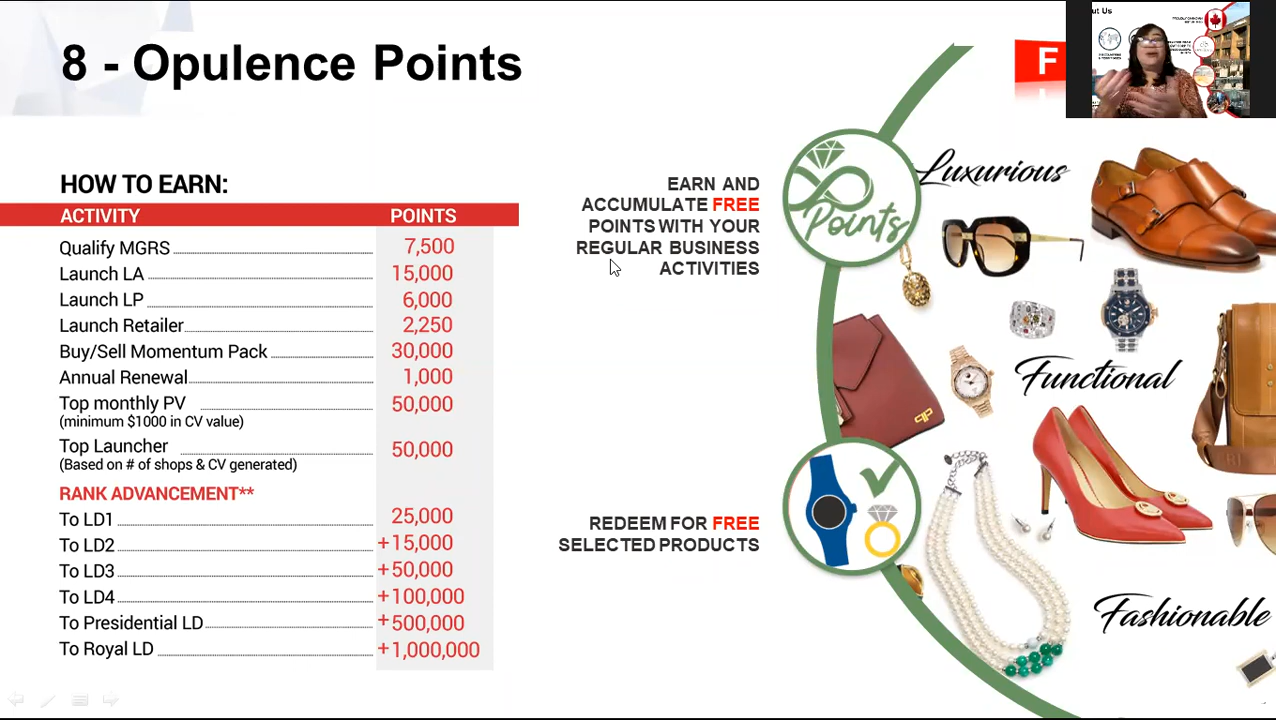 8 - Opulence Points
F
ut Us
HOW TO EARN:
ACTIVITY POINTS
Qualify MGRS 7,500
Launch LA 15,000
Launch LP 6,000
Launch Retailer 2,250
Buy/Sell Momentum Pack 30,000
Annual Renewal 1,000
Top monthly PV 50,000
(minimum $1000 in CV value)
Top Launcher 50,000
(Based on # of shops & CV generated)
RANK ADVANCEMENT**
To LD1 25,000
To LD2 +15,000
To LD3 +50,000
To LD4 +100,000
To Presidential LD +500,000
To Royal LD +1,000,000
EARN AND
ACCUMULATE FREE
POINTS WITH YOUR
REGULAR BUSINESS
ACTIVITIES
Points
Luxurious
Functional
REDEEM FOR FREE
SELECTED PRODUCTS
Fashionable